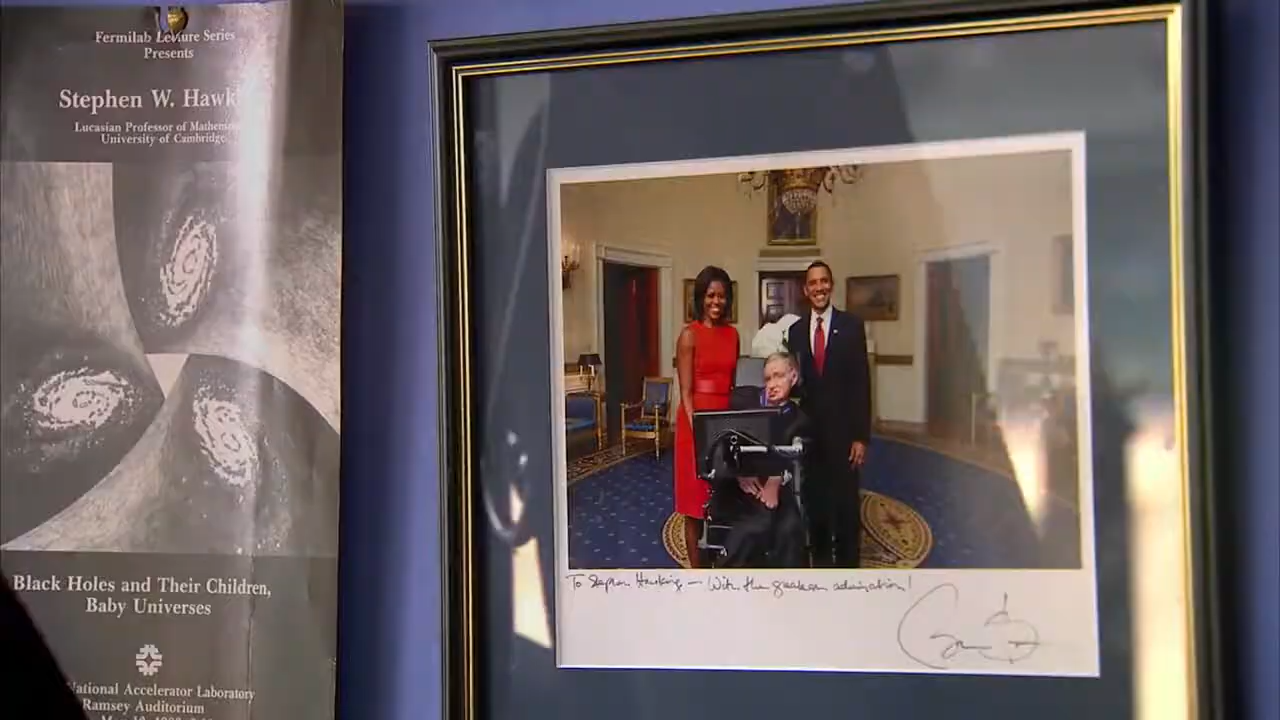 Fermilab Lecture Series
Presents
Stephen W. Hawk
Lucasian Professor of Mathem
University of Cambridge
Black Holes and Their Children,
Baby Universes
National Accelerator Laboratory
Ramsey Auditorium
To Stephen Hawking — With the greatest admiration!